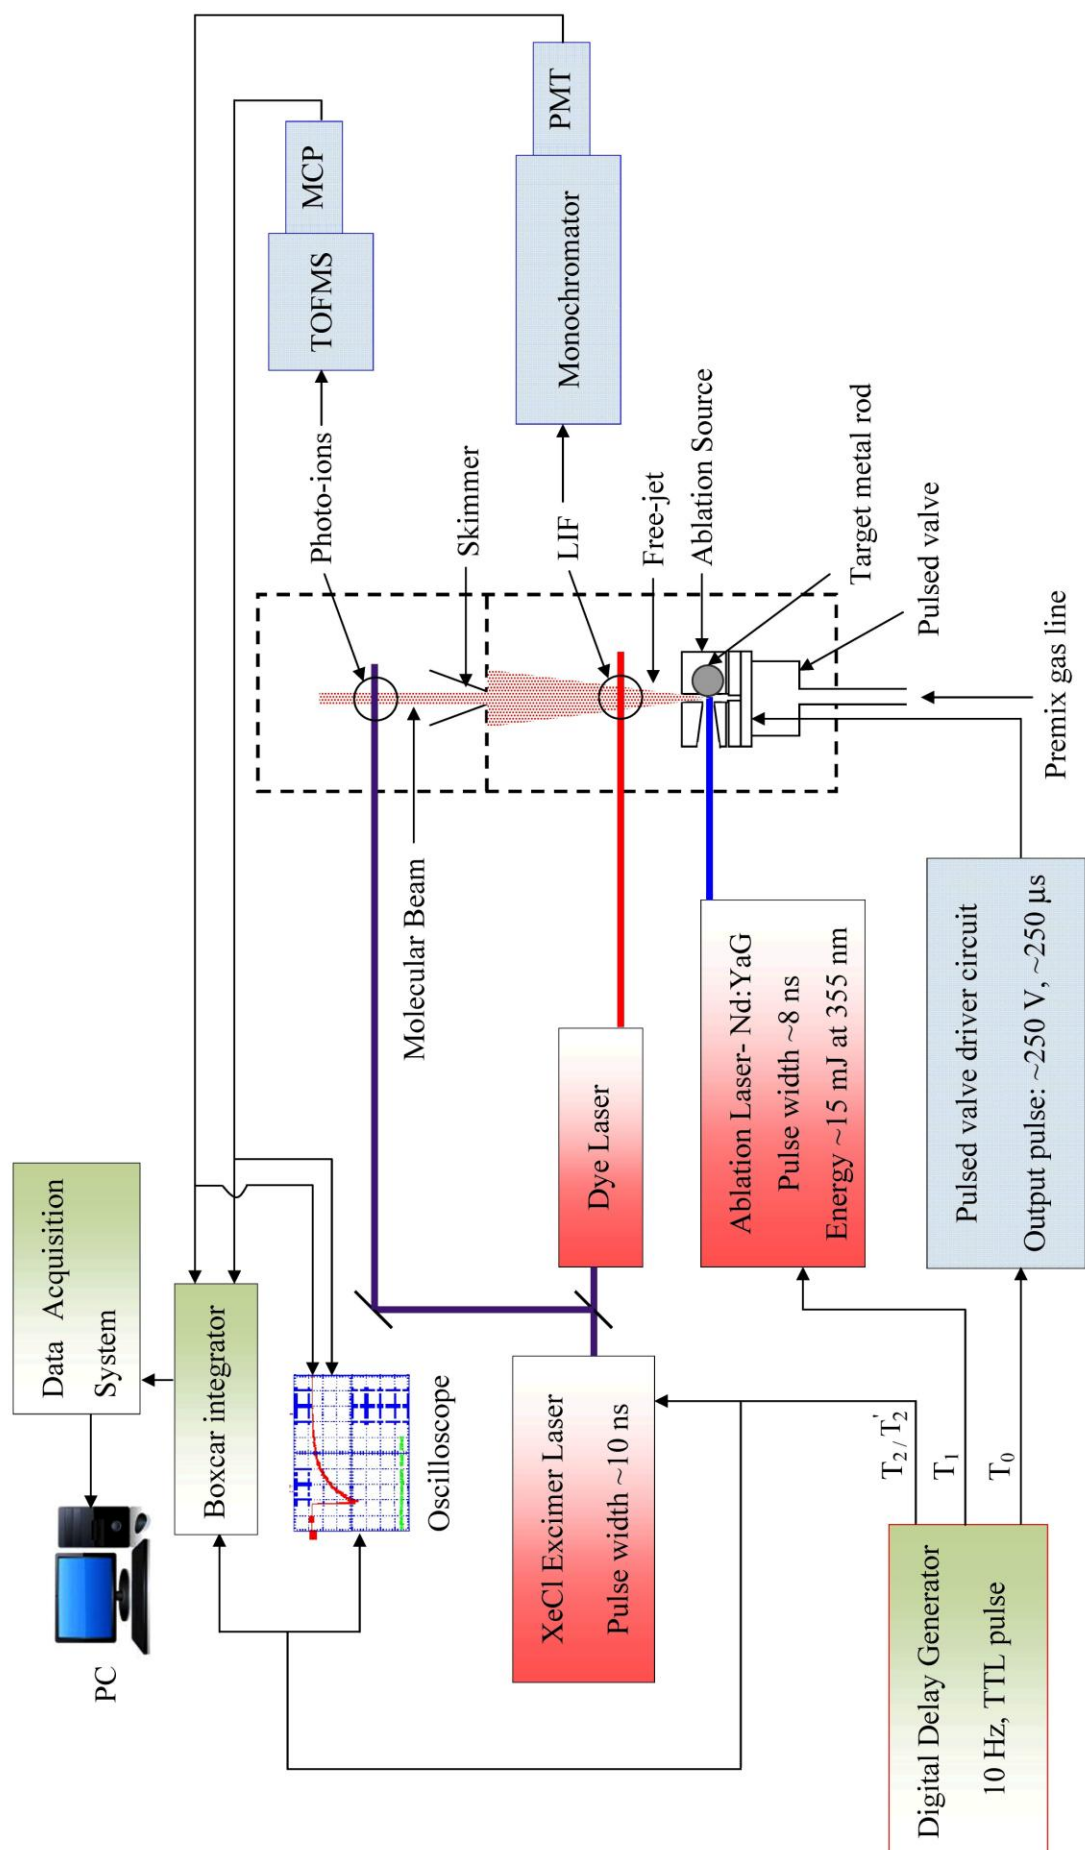 PC
Data Acquisition
System
Boxcar integrator
Oscilloscope
MCP
TOFMS
Photo-ions
Skimmer
Molecular Beam
PMT
Monochromator
LIF
Free-jet
Ablation Source
Target metal rod
Pulsed valve
Premix gas line
XeCl Excimer Laser
Pulse width ~10 ns
Dye Laser
Ablation Laser- Nd:YaG
Pulse width ~8 ns
Energy ~15 mJ at 355 nm
Digital Delay Generator
10 Hz, TTL pulse
T2 / T2'
T1
T0
Pulsed valve driver circuit
Output pulse: ~250 V, ~250 µs